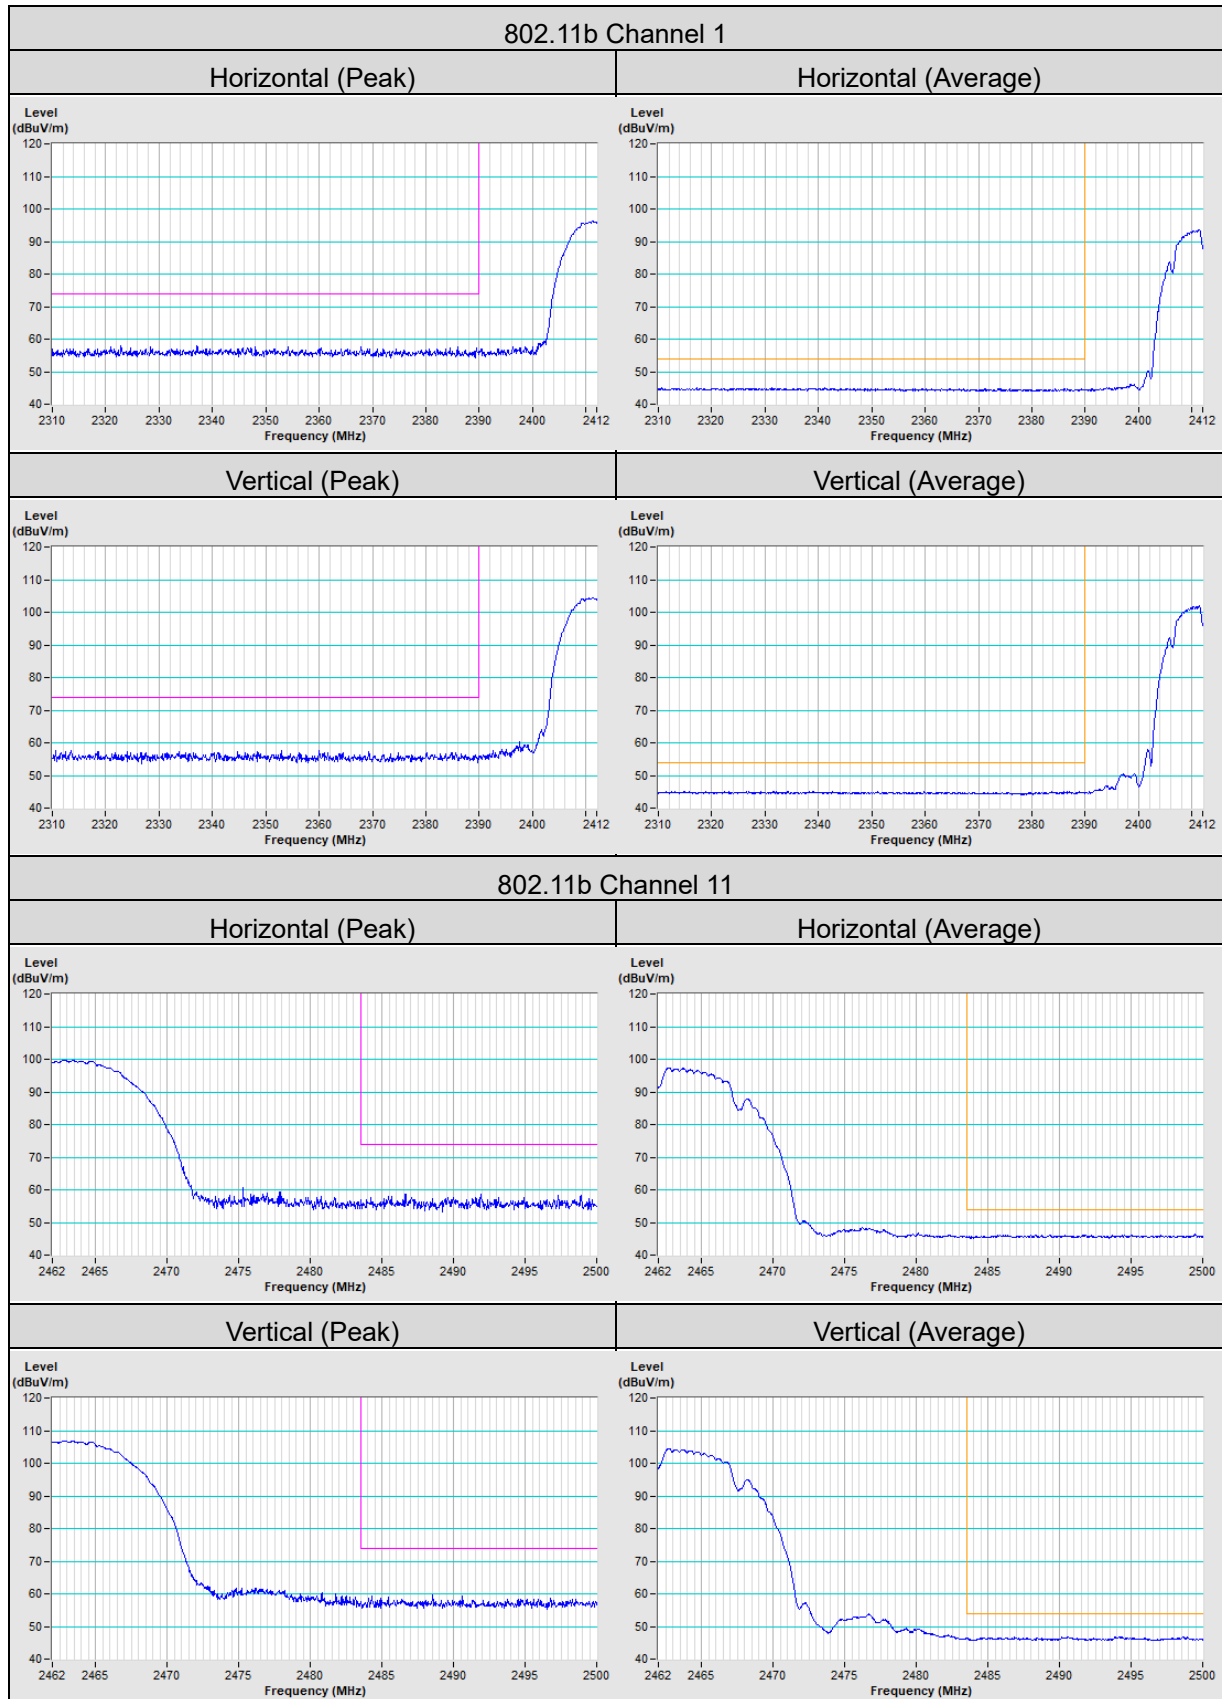 802.11b Channel 1
Horizontal (Peak)
Horizontal (Average)
Level
(dBuV/m)
120
110
100
90
80
70
60
50
40
2310 2320 2330 2340 2350 2360 2370 2380 2390 2400 2412
Frequency (MHz)
Level
(dBuV/m)
120
110
100
90
80
70
60
50
40
2310 2320 2330 2340 2350 2360 2370 2380 2390 2400 2412
Frequency (MHz)
Vertical (Peak)
Vertical (Average)
Level
(dBuV/m)
120
110
100
90
80
70
60
50
40
2310 2320 2330 2340 2350 2360 2370 2380 2390 2400 2412
Frequency (MHz)
Level
(dBuV/m)
120
110
100
90
80
70
60
50
40
2310 2320 2330 2340 2350 2360 2370 2380 2390 2400 2412
Frequency (MHz)
802.11b Channel 11
Horizontal (Peak)
Horizontal (Average)
Level
(dBuV/m)
120
110
100
90
80
70
60
50
40
2462 2465 2470 2475 2480 2485 2490 2495 2500
Frequency (MHz)
Level
(dBuV/m)
120
110
100
90
80
70
60
50
40
2462 2465 2470 2475 2480 2485 2490 2495 2500
Frequency (MHz)
Vertical (Peak)
Vertical (Average)
Level
(dBuV/m)
120
110
100
90
80
70
60
50
40
2462 2465 2470 2475 2480 2485 2490 2495 2500
Frequency (MHz)
Level
(dBuV/m)
120
110
100
90
80
70
60
50
40
2462 2465 2470 2475 2480 2485 2490 2495 2500
Frequency (MHz)